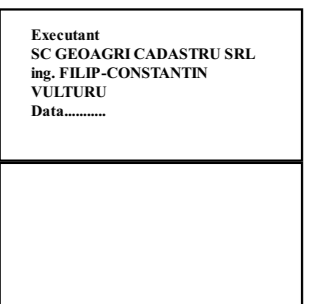 Executant
SC GEOAGRI CADASTRU SRL
ing. FILIP-CONSTANTIN
VULTURU
Data...........